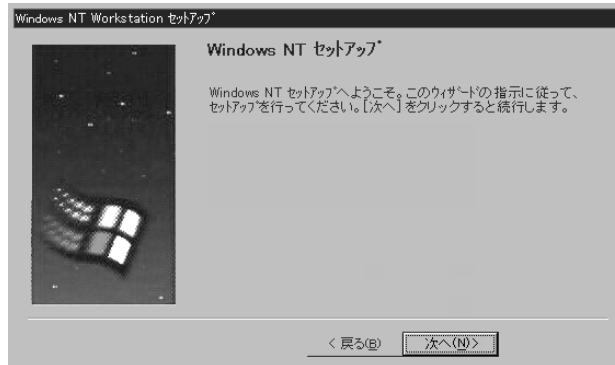 Windows NT Workstation ｾｯﾄｱｯﾌﾟ
Windows NT ｾｯﾄｱｯﾌﾟ
Windows NT ｾｯﾄｱｯﾌﾟへようこそ。このｳｨｻﾞｰﾄﾞの指示に従って、
ｾｯﾄｱｯﾌﾟを行ってください。[次へ] をクリックすると続行します。
< 戻る(B) 次へ(N)>